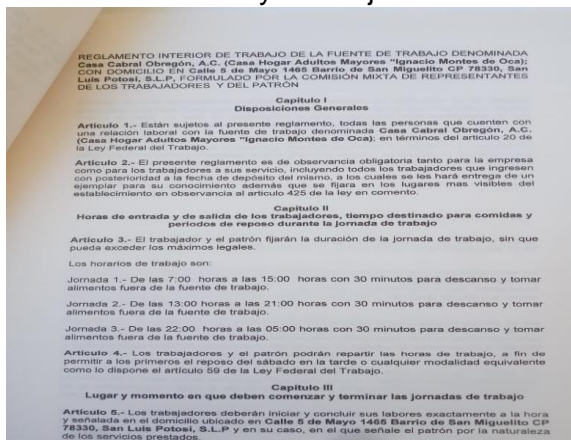 REGLAMENTO INTERIOR DE TRABAJO DE LA FUENTE DE TRABAJO DENOMINADA
Casa Cabral Obregón, A.C. (Casa Hogar Adultos Mayores "Ignacio Montes de Oca);
CON DOMICILIO EN Calle 5 de Mayo 1465 Barrio de San Miguelito CP 78330, San
Luis Potosí, S.L.P, FORMULADO POR LA COMISIÓN MIXTA DE REPRESENTANTES
DE LOS TRABAJADORES Y DEL PATRÓN
Capitulo I
Disposiciones Generales
Articulo 1.- Están sujetos al presente reglamento, todas las personas que cuenten con
una relación laboral con la fuente de trabajo denominada Casa Cabral Obregón, A.C.
(Casa Hogar Adultos Mayores "Ignacio Montes de Oca); en términos del articulo 20 de
la Ley Federal del Trabajo.
Articulo 2.- El presente reglamento es de observancia obligatoria tanto para la empresa
como para los trabajadores a su servicio, incluyendo todos los trabajadores que ingresen
con posterioridad a la fecha de depósito del mismo, a los cuales se les hará entrega de un
ejemplar para su conocimiento además que se fijara en los lugares mas visibles del
establecimiento en observancia al articulo 425 de la ley en comento.
Capitulo II
Horas de entrada y de salida de los trabajadores, tiempo destinado para comidas y
periodos de reposo durante la jornada de trabajo
Articulo 3.- El trabajador y el patrón fijarán la duración de la jornada de trabajo, sin que
pueda exceder los máximos legales.
Los horarios de trabajo son:
Jornada 1.- De las 7:00 horas a las 15:00 horas con 30 minutos para descanso y tomar
alimentos fuera de la fuente de trabajo.
Jornada 2.- De las 13:00 horas a las 21:00 horas con 30 minutos para descanso y tomar
alimentos fuera de la fuente de trabajo.
Jornada 3.- De las 22:00 horas a las 05:00 horas con 30 minutos para descanso y tomar
alimentos fuera de la fuente de trabajo.
Articulo 4.- Los trabajadores y el patrón podrán repartir las horas de trabajo, a fin de
permitir a los primeros el reposo del sábado en la tarde o cualquier modalidad equivalente
como lo dispone el articulo 59 de la Ley Federal del Trabajo.
Capitulo III
Lugar y momento en que deben comenzar y terminar las jornadas de trabajo
Articulo 5.- Los trabajadores deberán iniciar y concluir sus labores exactamente a la hora
y señalada en el domicilio ubicado en Calle 5 de Mayo 1465 Barrio de San Miguelito CP
78330, San Luis Potosí, S.L.P y en su caso, en el que señale el patrón por la naturaleza
de los servicios prestados.